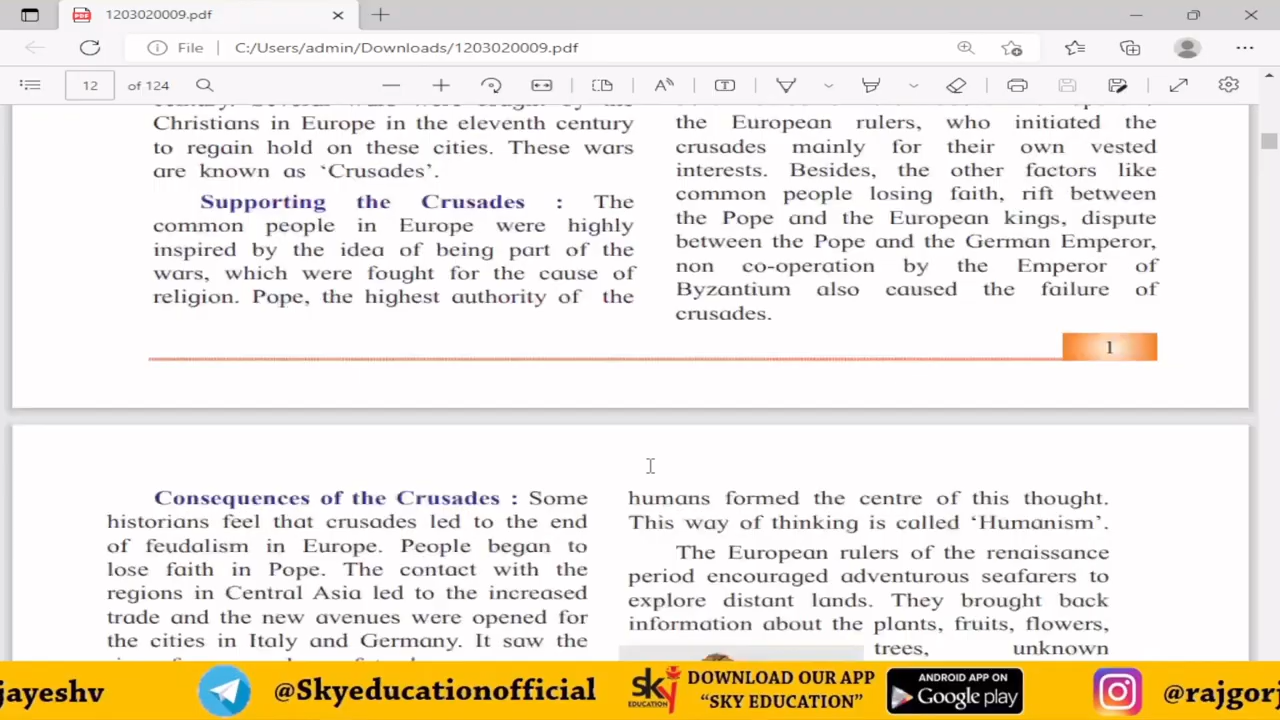 1203020009.pdf
File
C:/Users/admin/Downloads/1203020009.pdf
12 of 124
Christians in Europe in the eleventh century
to regain hold on these cities. These wars
are known as ‘Crusades’.
Supporting the Crusades : The
common people in Europe were highly
inspired by the idea of being part of the
wars, which were fought for the cause of
religion. Pope, the highest authority of the
the European rulers, who initiated the
crusades mainly for their own vested
interests. Besides, the other factors like
common people losing faith, rift between
the Pope and the European kings, dispute
between the Pope and the German Emperor,
non co-operation by the Emperor of
Byzantium also caused the failure of
crusades.
1
Consequences of the Crusades : Some
historians feel that crusades led to the end
of feudalism in Europe. People began to
lose faith in Pope. The contact with the
regions in Central Asia led to the increased
trade and the new avenues were opened for
the cities in Italy and Germany. It saw the
humans formed the centre of this thought.
This way of thinking is called ‘Humanism’.
The European rulers of the renaissance
period encouraged adventurous seafarers to
explore distant lands. They brought back
information about the plants, fruits, flowers,
trees, unknown
jayeshv
@Skyeducationofficial
sky
EDUCATION
DOWNLOAD OUR APP
“SKY EDUCATION”
ANDROID APP ON
Google play
@rajgorj